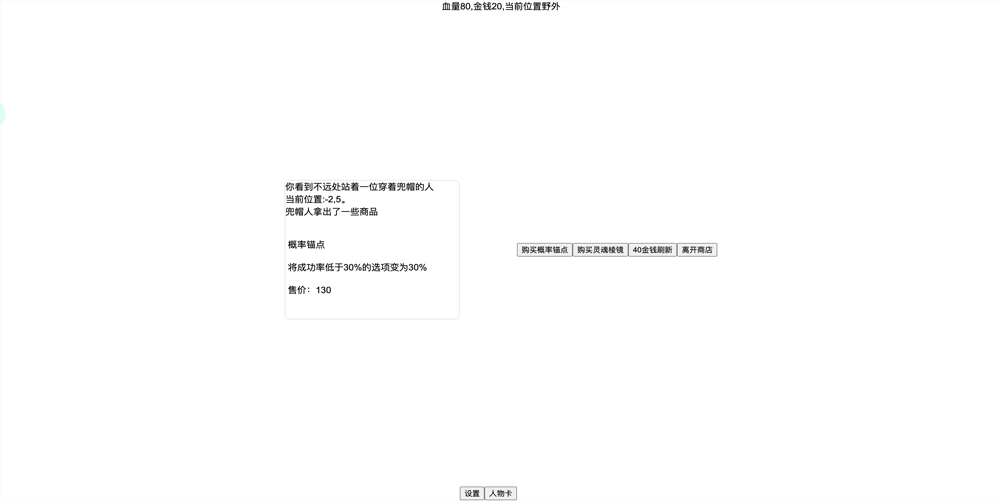 血量80,金钱20,当前位置野外
你看到不远处站着一位穿着兜帽的人
当前位置:-2,5。
兜帽人拿出了一些商品
概率锚点
将成功率低于30%的选项变为30%
售价：130
购买概率锚点 购买灵魂棱镜 40金钱刷新 离开商店
设置 人物卡